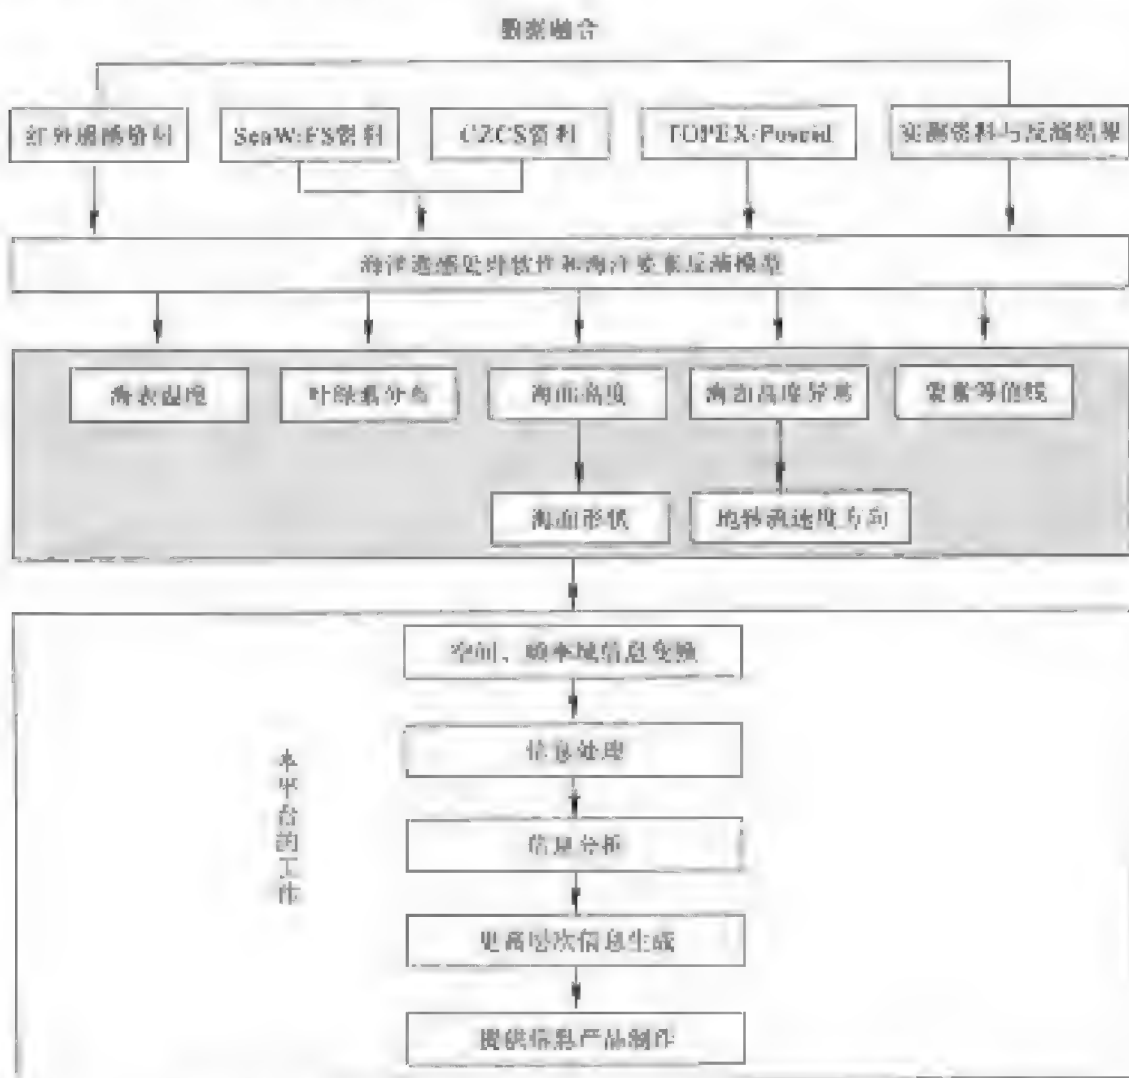 数据融合
红外遥感资料
SeaWiFS资料
CZCS资料
TOPEX/Poseid
实测资料与反演结果
海洋遥感处理软件和海洋要素反演模型
海表温度
叶绿素分布
海面高度
海面高度异常
要素等值线
海面形状
地转流速度方向
空间、频率域信息变换
本平台的工作
信息处理
信息分析
更高层次信息生成
提供信息产品制作